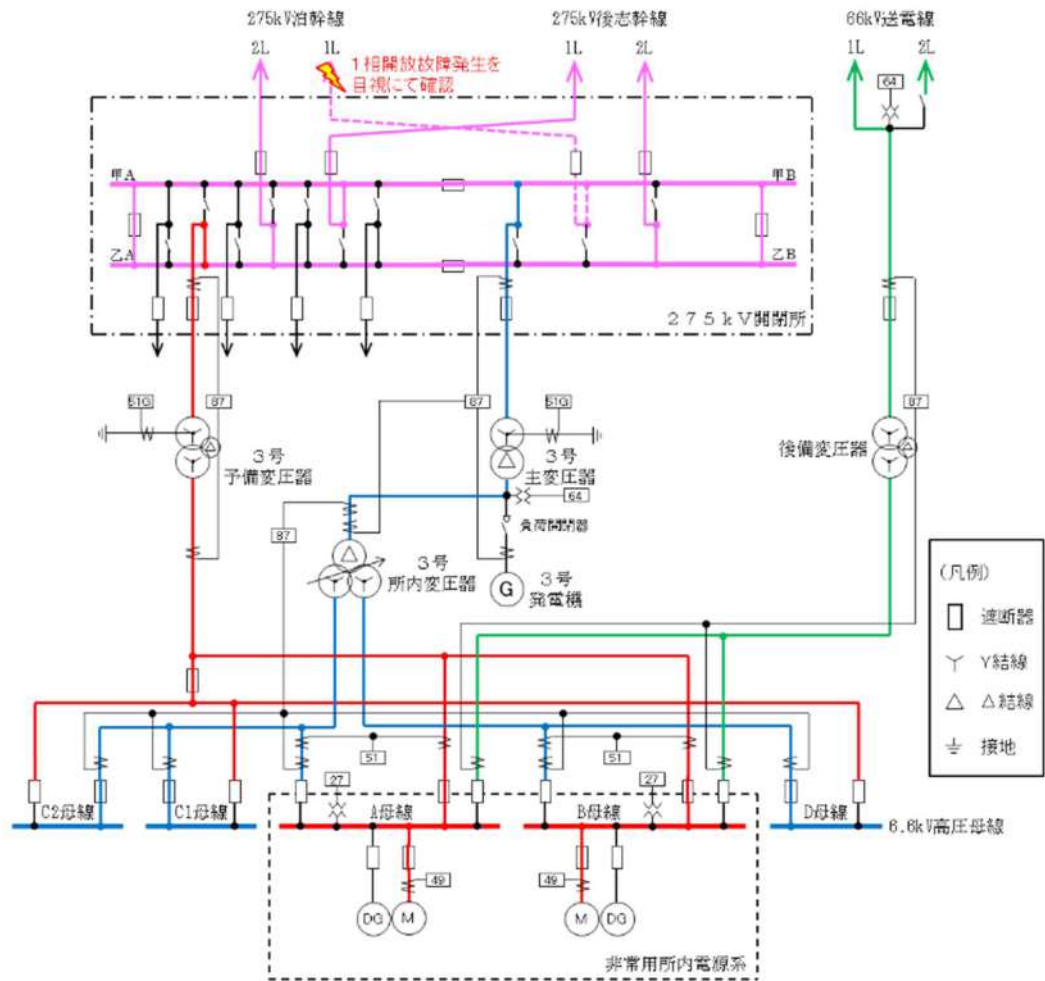 275kV泊幹線
275kV後志幹線
66kV送電線
2L
1L
1L
2L
1L
2L
1相開放故障発生を
目視にて確認
64
甲A
甲B
乙A
乙B
275kV開閉所
51G
87
87
51G
87
3号
予備変圧器
3号
主変圧器
後備変圧器
64
負荷開閉器
87
3号
所内変圧器
G
3号
発電機
(凡例)
遮断器
Y結線
△結線
接地
51
51
27
27
C2母線
C1母線
A母線
B母線
D母線
6.6kV高圧母線
49
49
DG
M
M
DG
非常用所内電源系